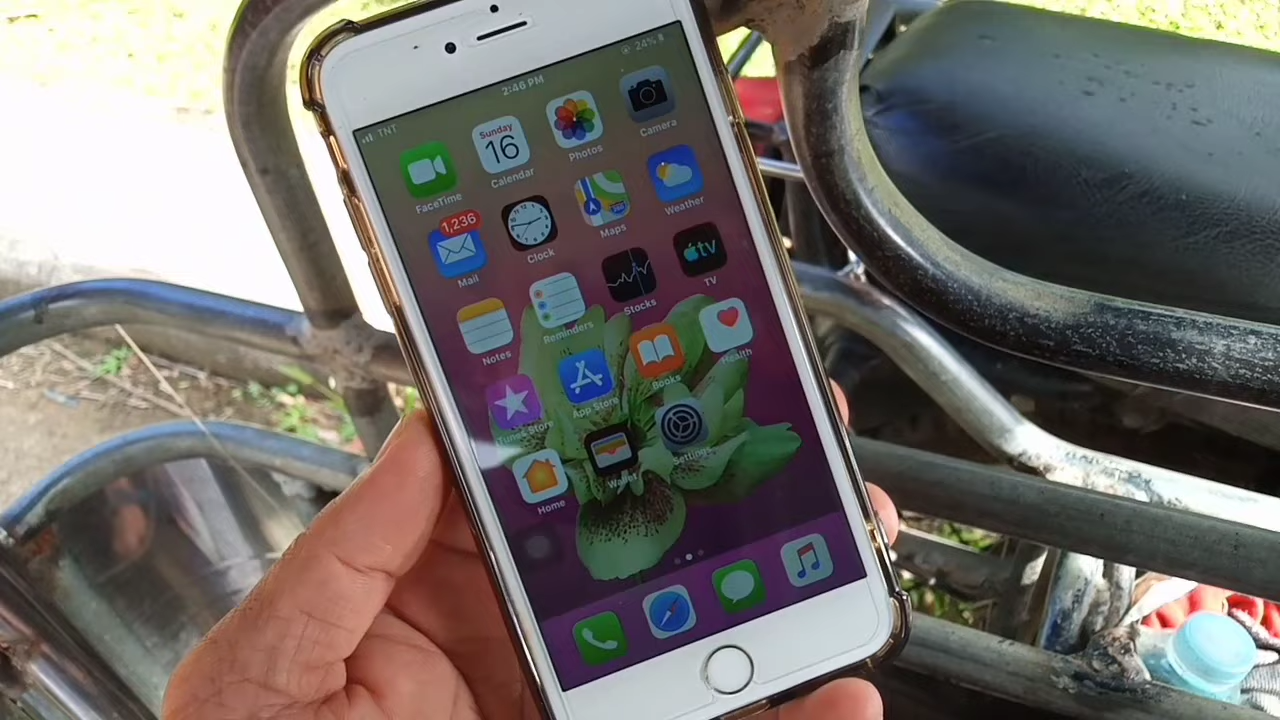 TNT 2:46 PM 24%
FaceTime
Sunday
16
Calendar
Photos
Camera
1,236
Mail
Clock
Maps
Weather
Notes
Reminders
Stocks
tv
TV
iTunes Store
App Store
Books
Health
Home
Wallet
Settings